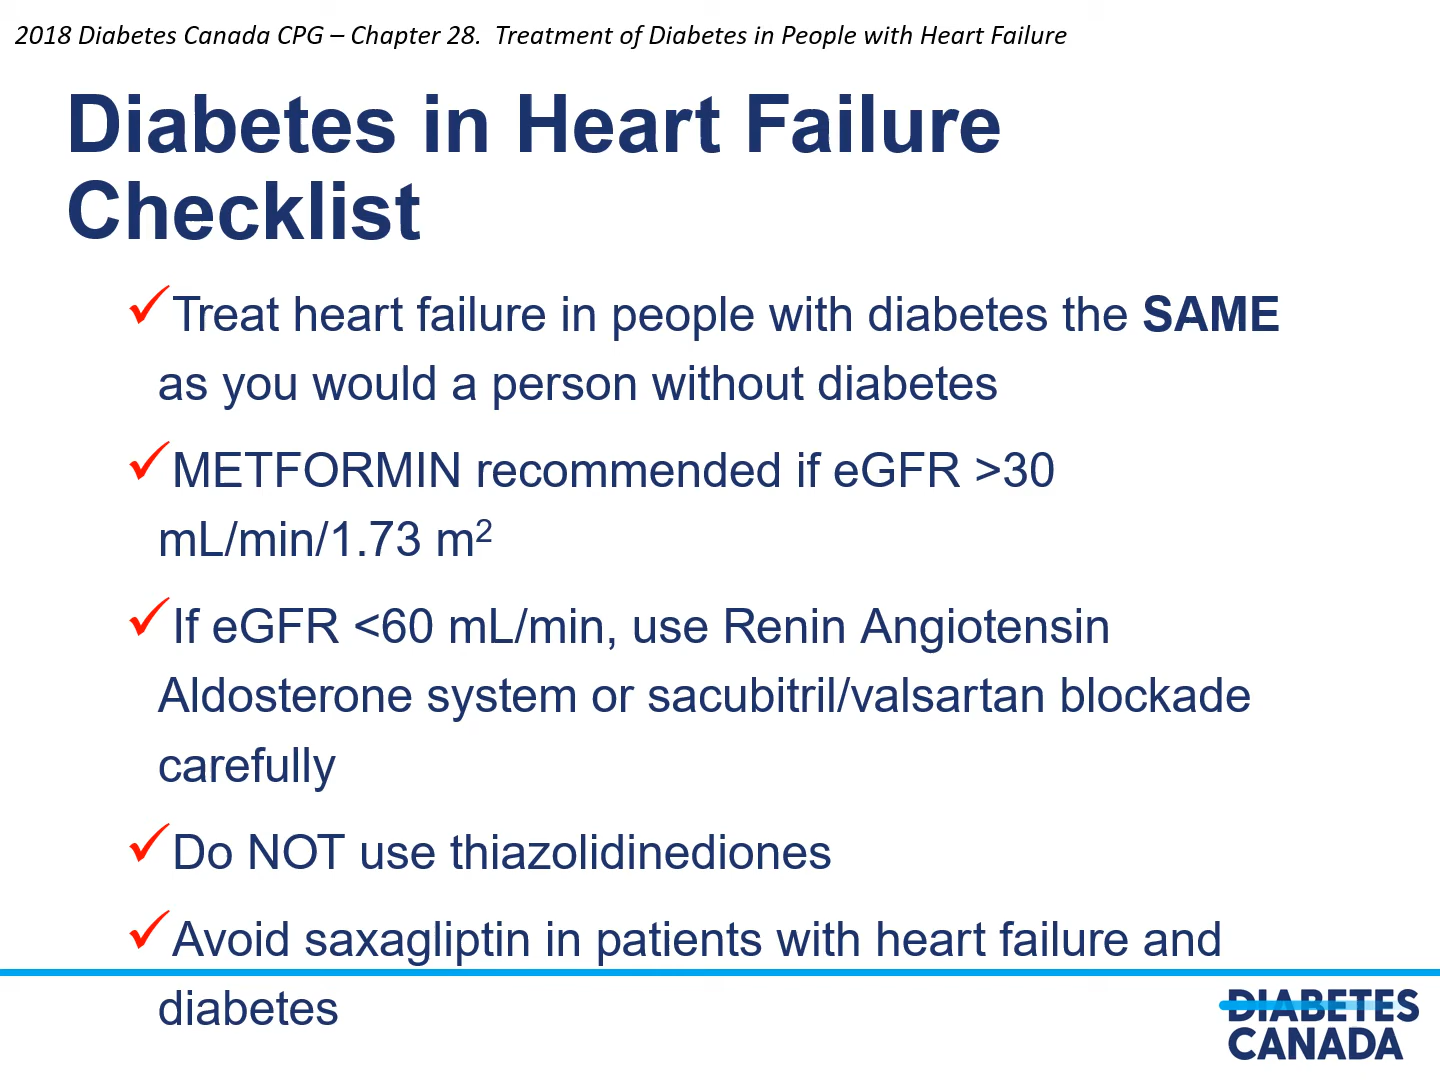 2018 Diabetes Canada CPG – Chapter 28.  Treatment of Diabetes in People with Heart Failure
Diabetes in Heart Failure
Checklist
✓Treat heart failure in people with diabetes the SAME
as you would a person without diabetes
✓METFORMIN recommended if eGFR >30
mL/min/1.73 m²
✓If eGFR <60 mL/min, use Renin Angiotensin
Aldosterone system or sacubitril/valsartan blockade
carefully
✓Do NOT use thiazolidinediones
✓Avoid saxagliptin in patients with heart failure and
diabetes
DIABETES
CANADA